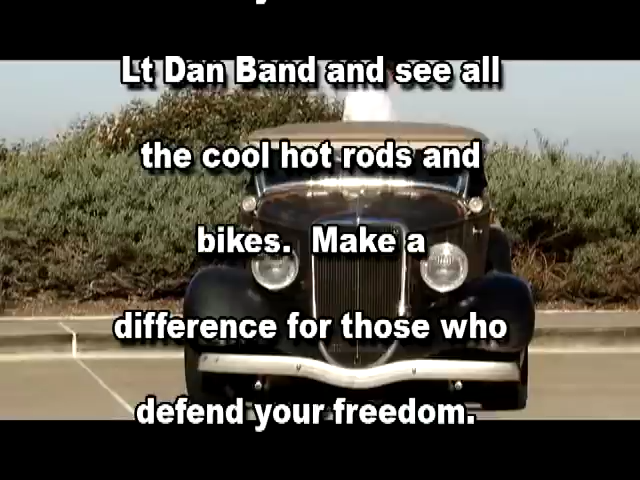 Lt Dan Band and see all
the cool hot rods and
bikes. Make a
difference for those who
defend your freedom.